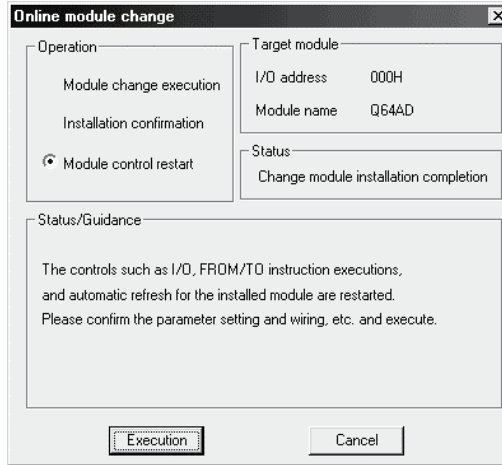 Online module change
Operation
Module change execution
Installation confirmation
Module control restart
Target module
I/O address 000H
Module name Q64AD
Status
Change module installation completion
Status/Guidance
The controls such as I/O, FROM/TO instruction executions,
and automatic refresh for the installed module are restarted.
Please confirm the parameter setting and wiring, etc. and execute.
Execution Cancel